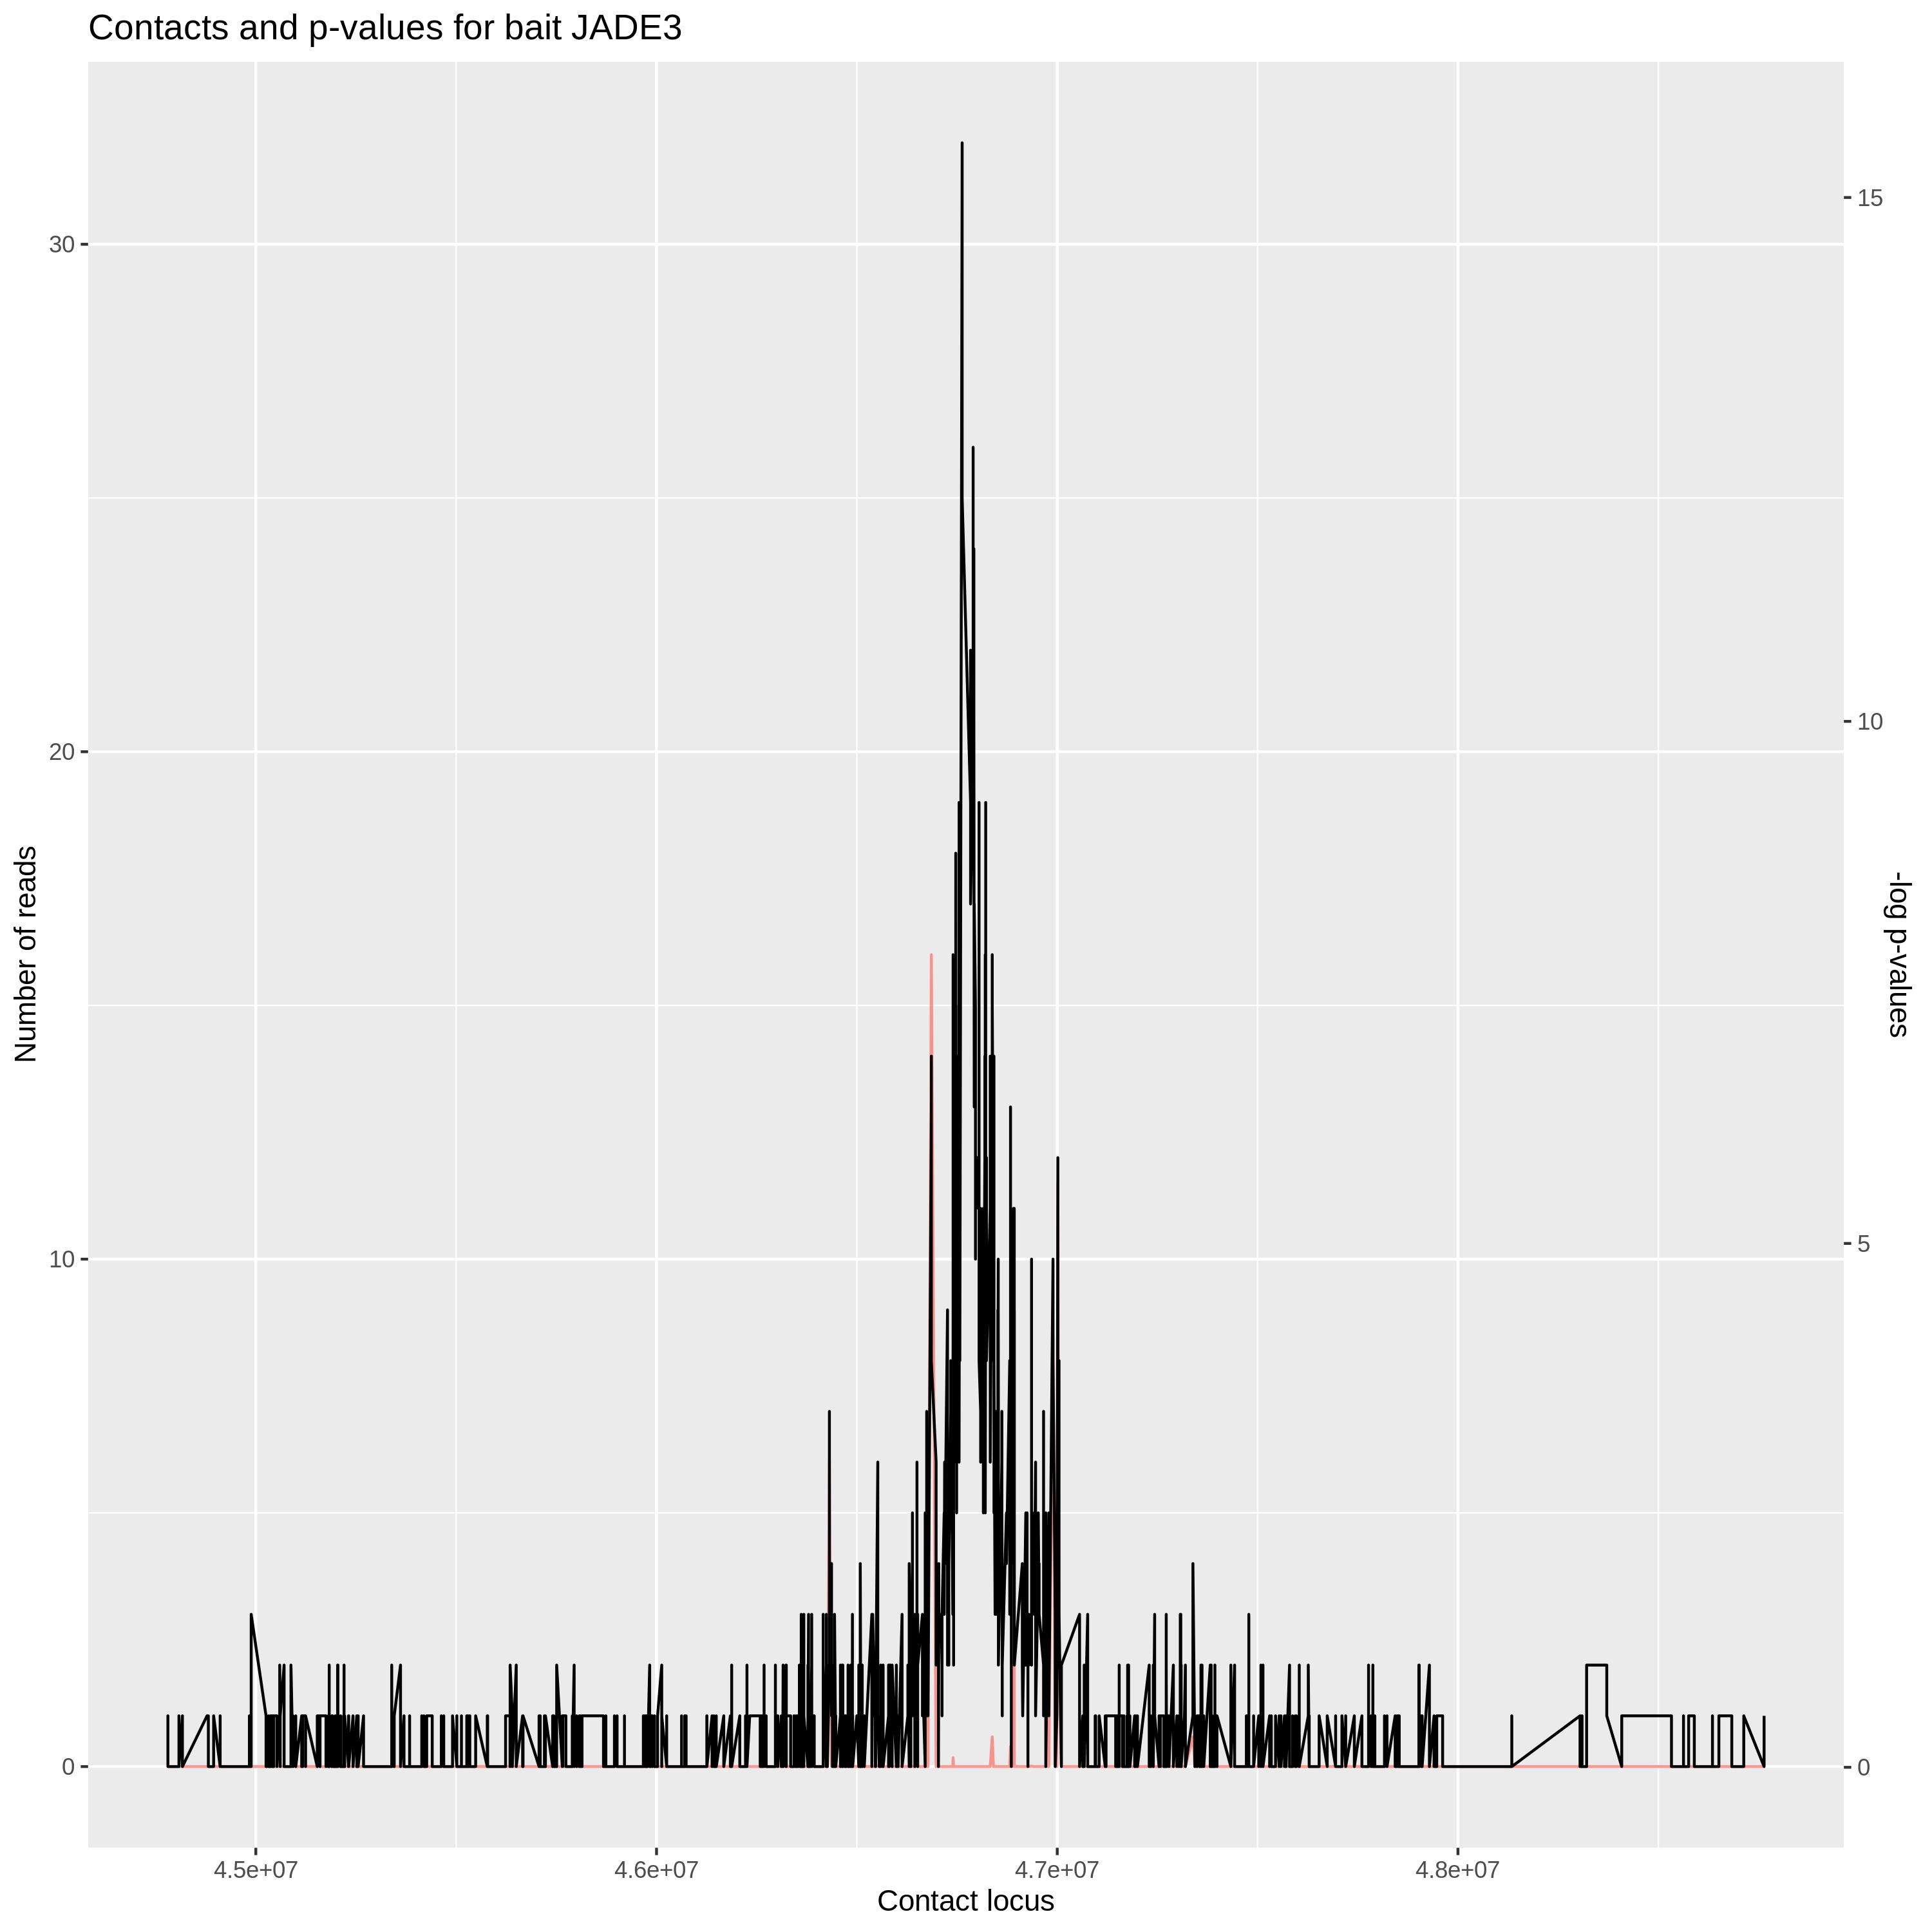 Contacts and p-values for bait JADE3
30
20
10
0
Number of reads
15
10
5
0
-log p-values
4.5e+07
4.6e+07
4.7e+07
4.8e+07
Contact locus